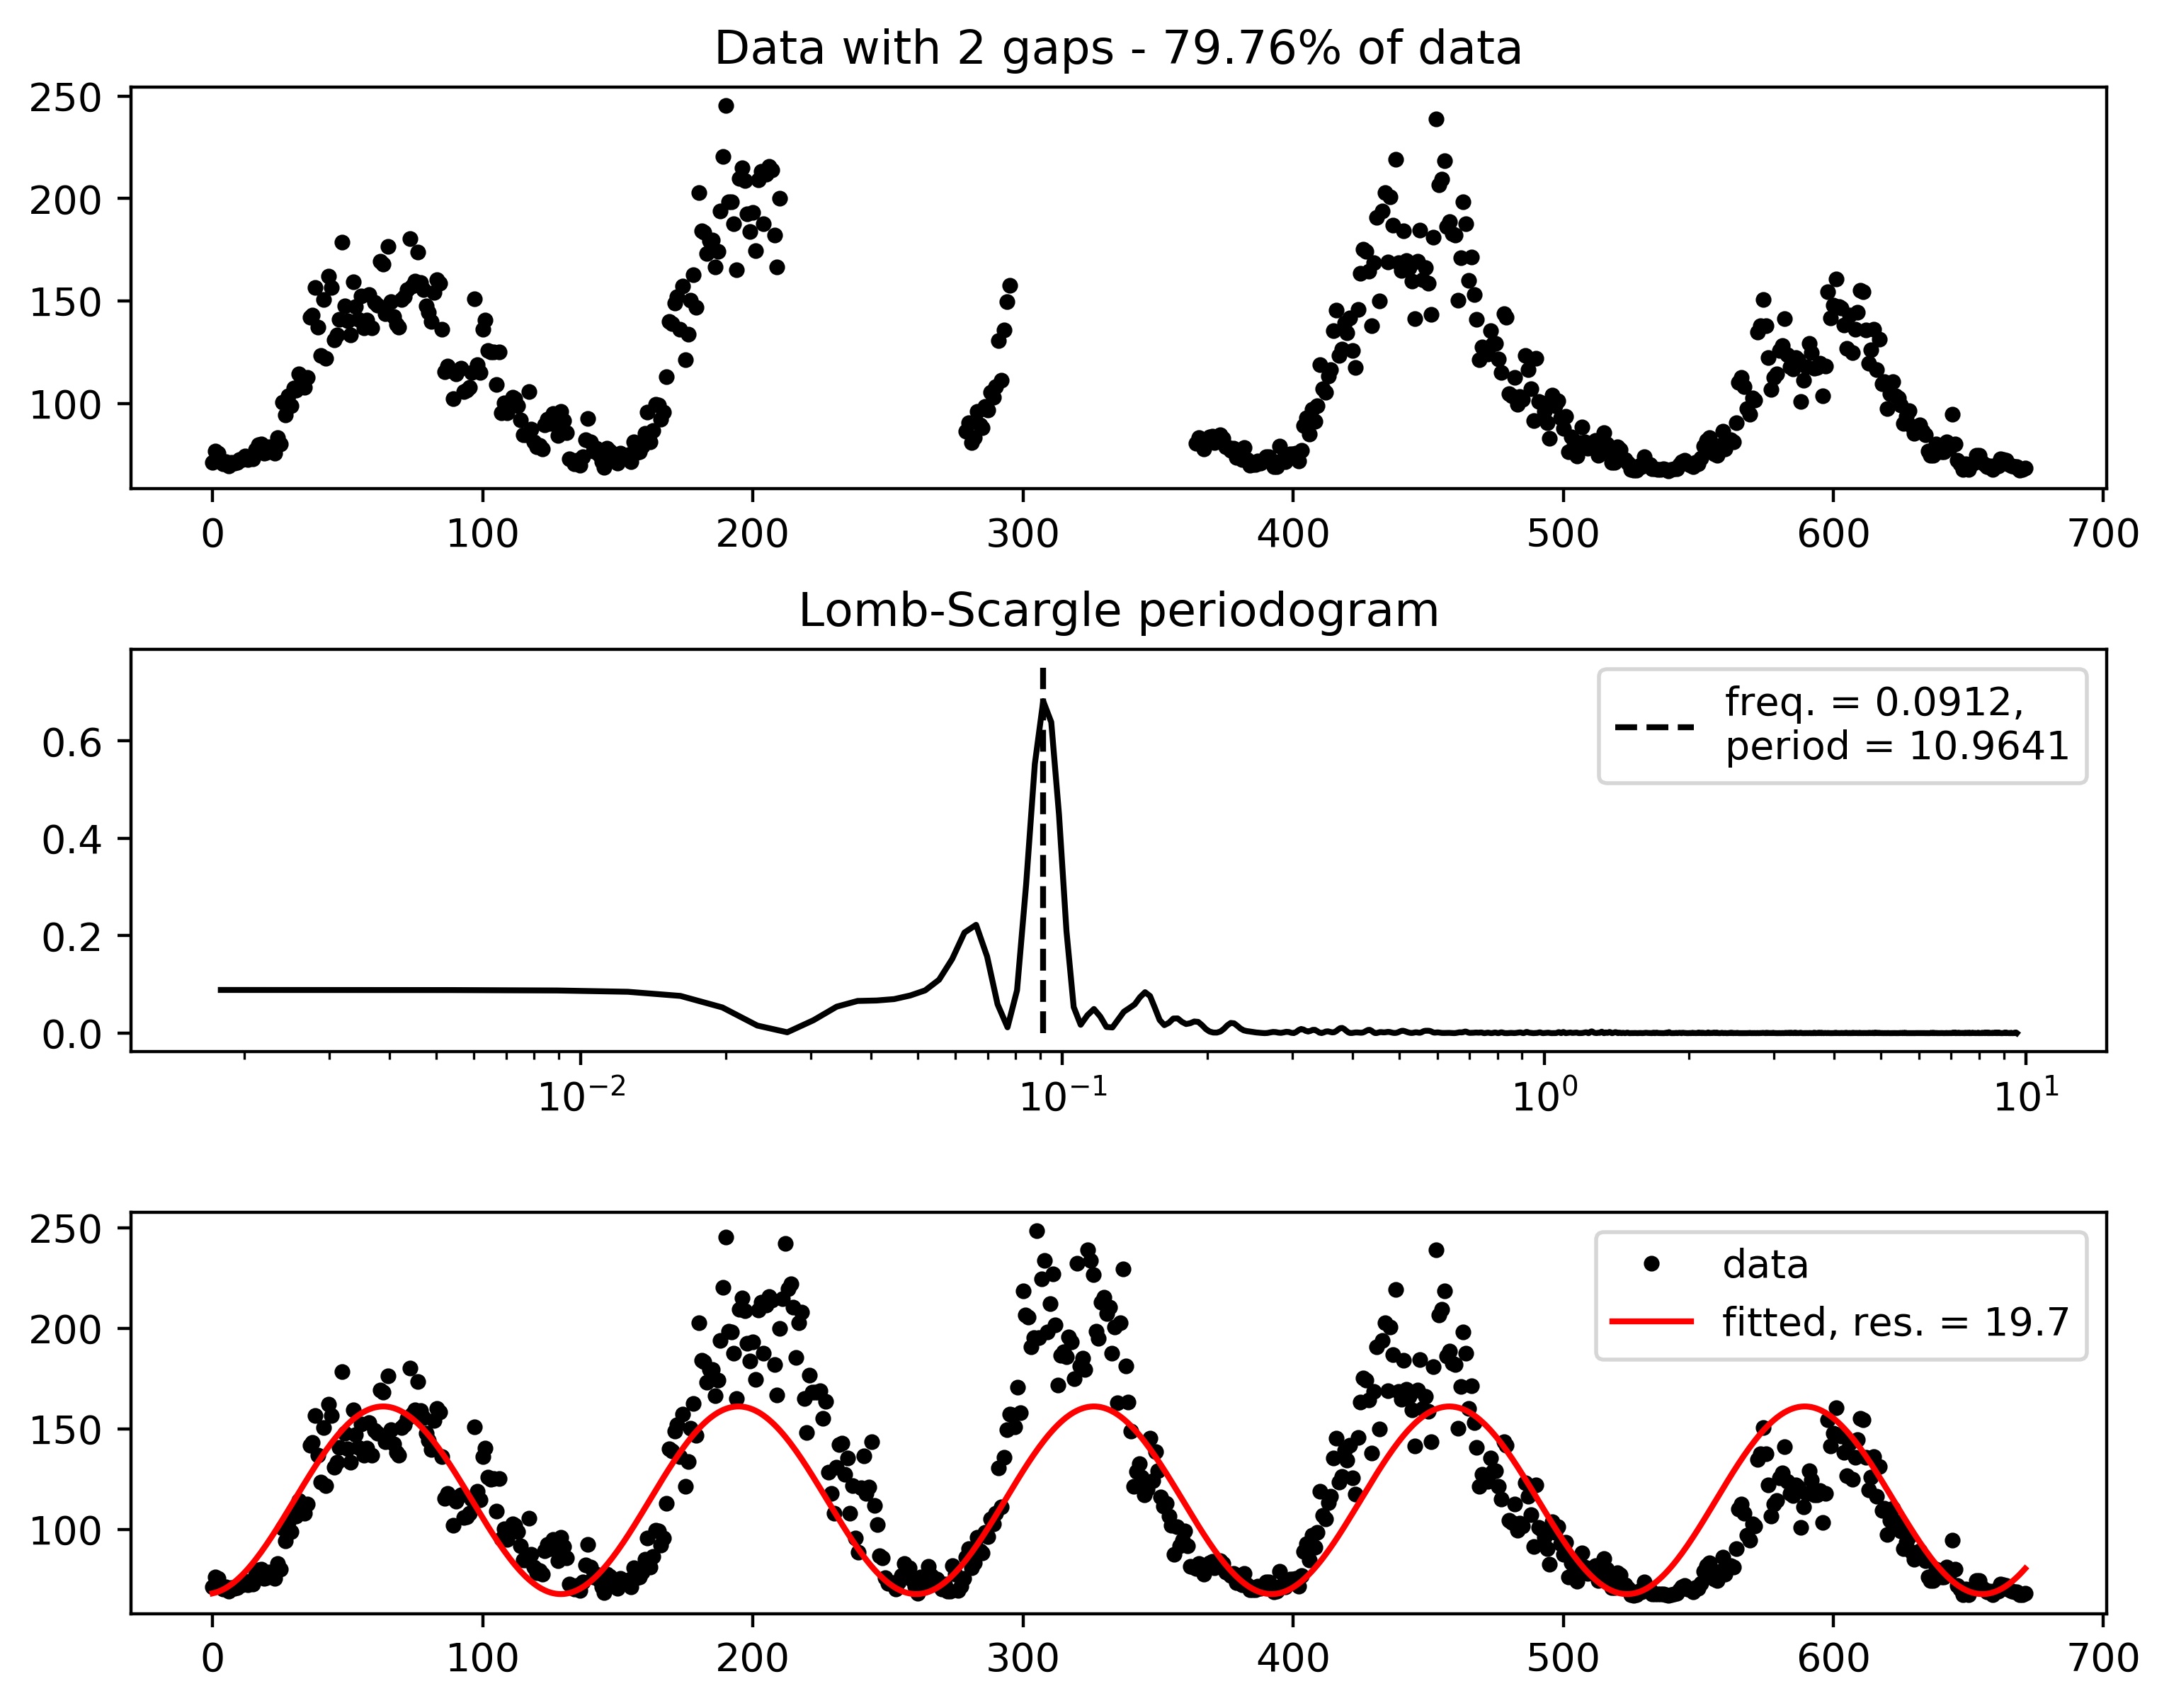 Data with 2 gaps - 79.76% of data
250
200
150
100
0 100 200 300 400 500 600 700
Lomb-Scargle periodogram
freq. = 0.0912,
period = 10.9641
0.6
0.4
0.2
0.0
10⁻² 10⁻¹ 10⁰ 10¹
data
fitted, res. = 19.7
250
200
150
100
0 100 200 300 400 500 600 700